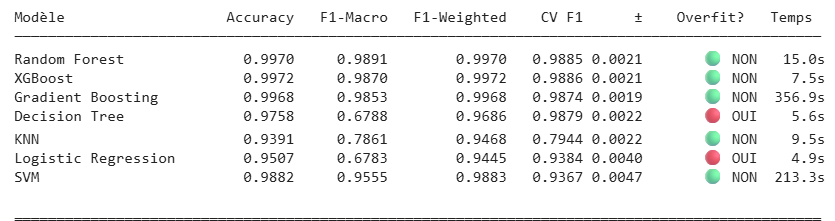 Modèle Accuracy F1-Macro F1-Weighted CV F1 ± Overfit? Temps
Random Forest 0.9970 0.9891 0.9970 0.9885 0.0021 NON 15.0s
XGBoost 0.9972 0.9870 0.9972 0.9886 0.0021 NON 7.5s
Gradient Boosting 0.9968 0.9853 0.9968 0.9874 0.0019 NON 356.9s
Decision Tree 0.9758 0.6788 0.9686 0.9879 0.0022 OUI 5.6s
KNN 0.9391 0.7861 0.9468 0.7944 0.0022 NON 9.5s
Logistic Regression 0.9507 0.6783 0.9445 0.9384 0.0040 OUI 4.9s
SVM 0.9882 0.9555 0.9883 0.9367 0.0047 NON 213.3s